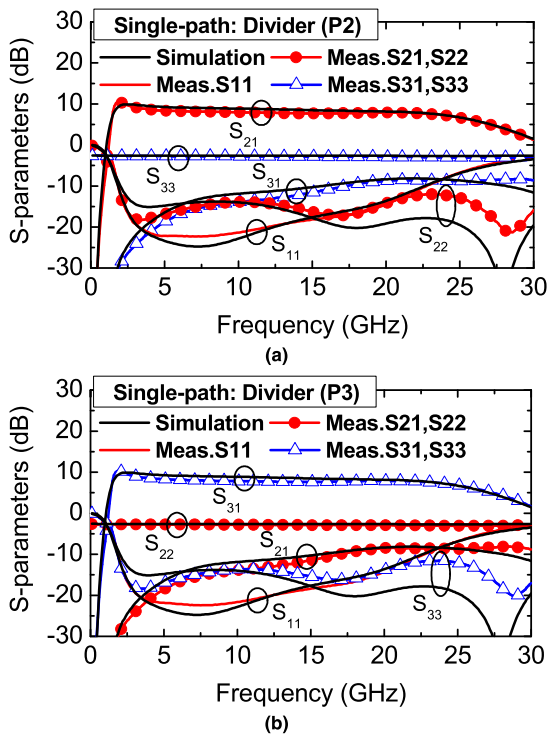 (a)
Single-path: Divider (P2)
Simulation
Meas.S21,S22
Meas.S11
Meas.S31,S33
S-parameters (dB)
30
20
10
0
-10
-20
-30
S21
S33
S31
S11
S22
0 5 10 15 20 25 30
Frequency (GHz)
(a)
Single-path: Divider (P3)
Simulation
Meas.S21,S22
Meas.S11
Meas.S31,S33
S-parameters (dB)
30
20
10
0
-10
-20
-30
S31
S22
S21
S11
S33
0 5 10 15 20 25 30
Frequency (GHz)
(b)